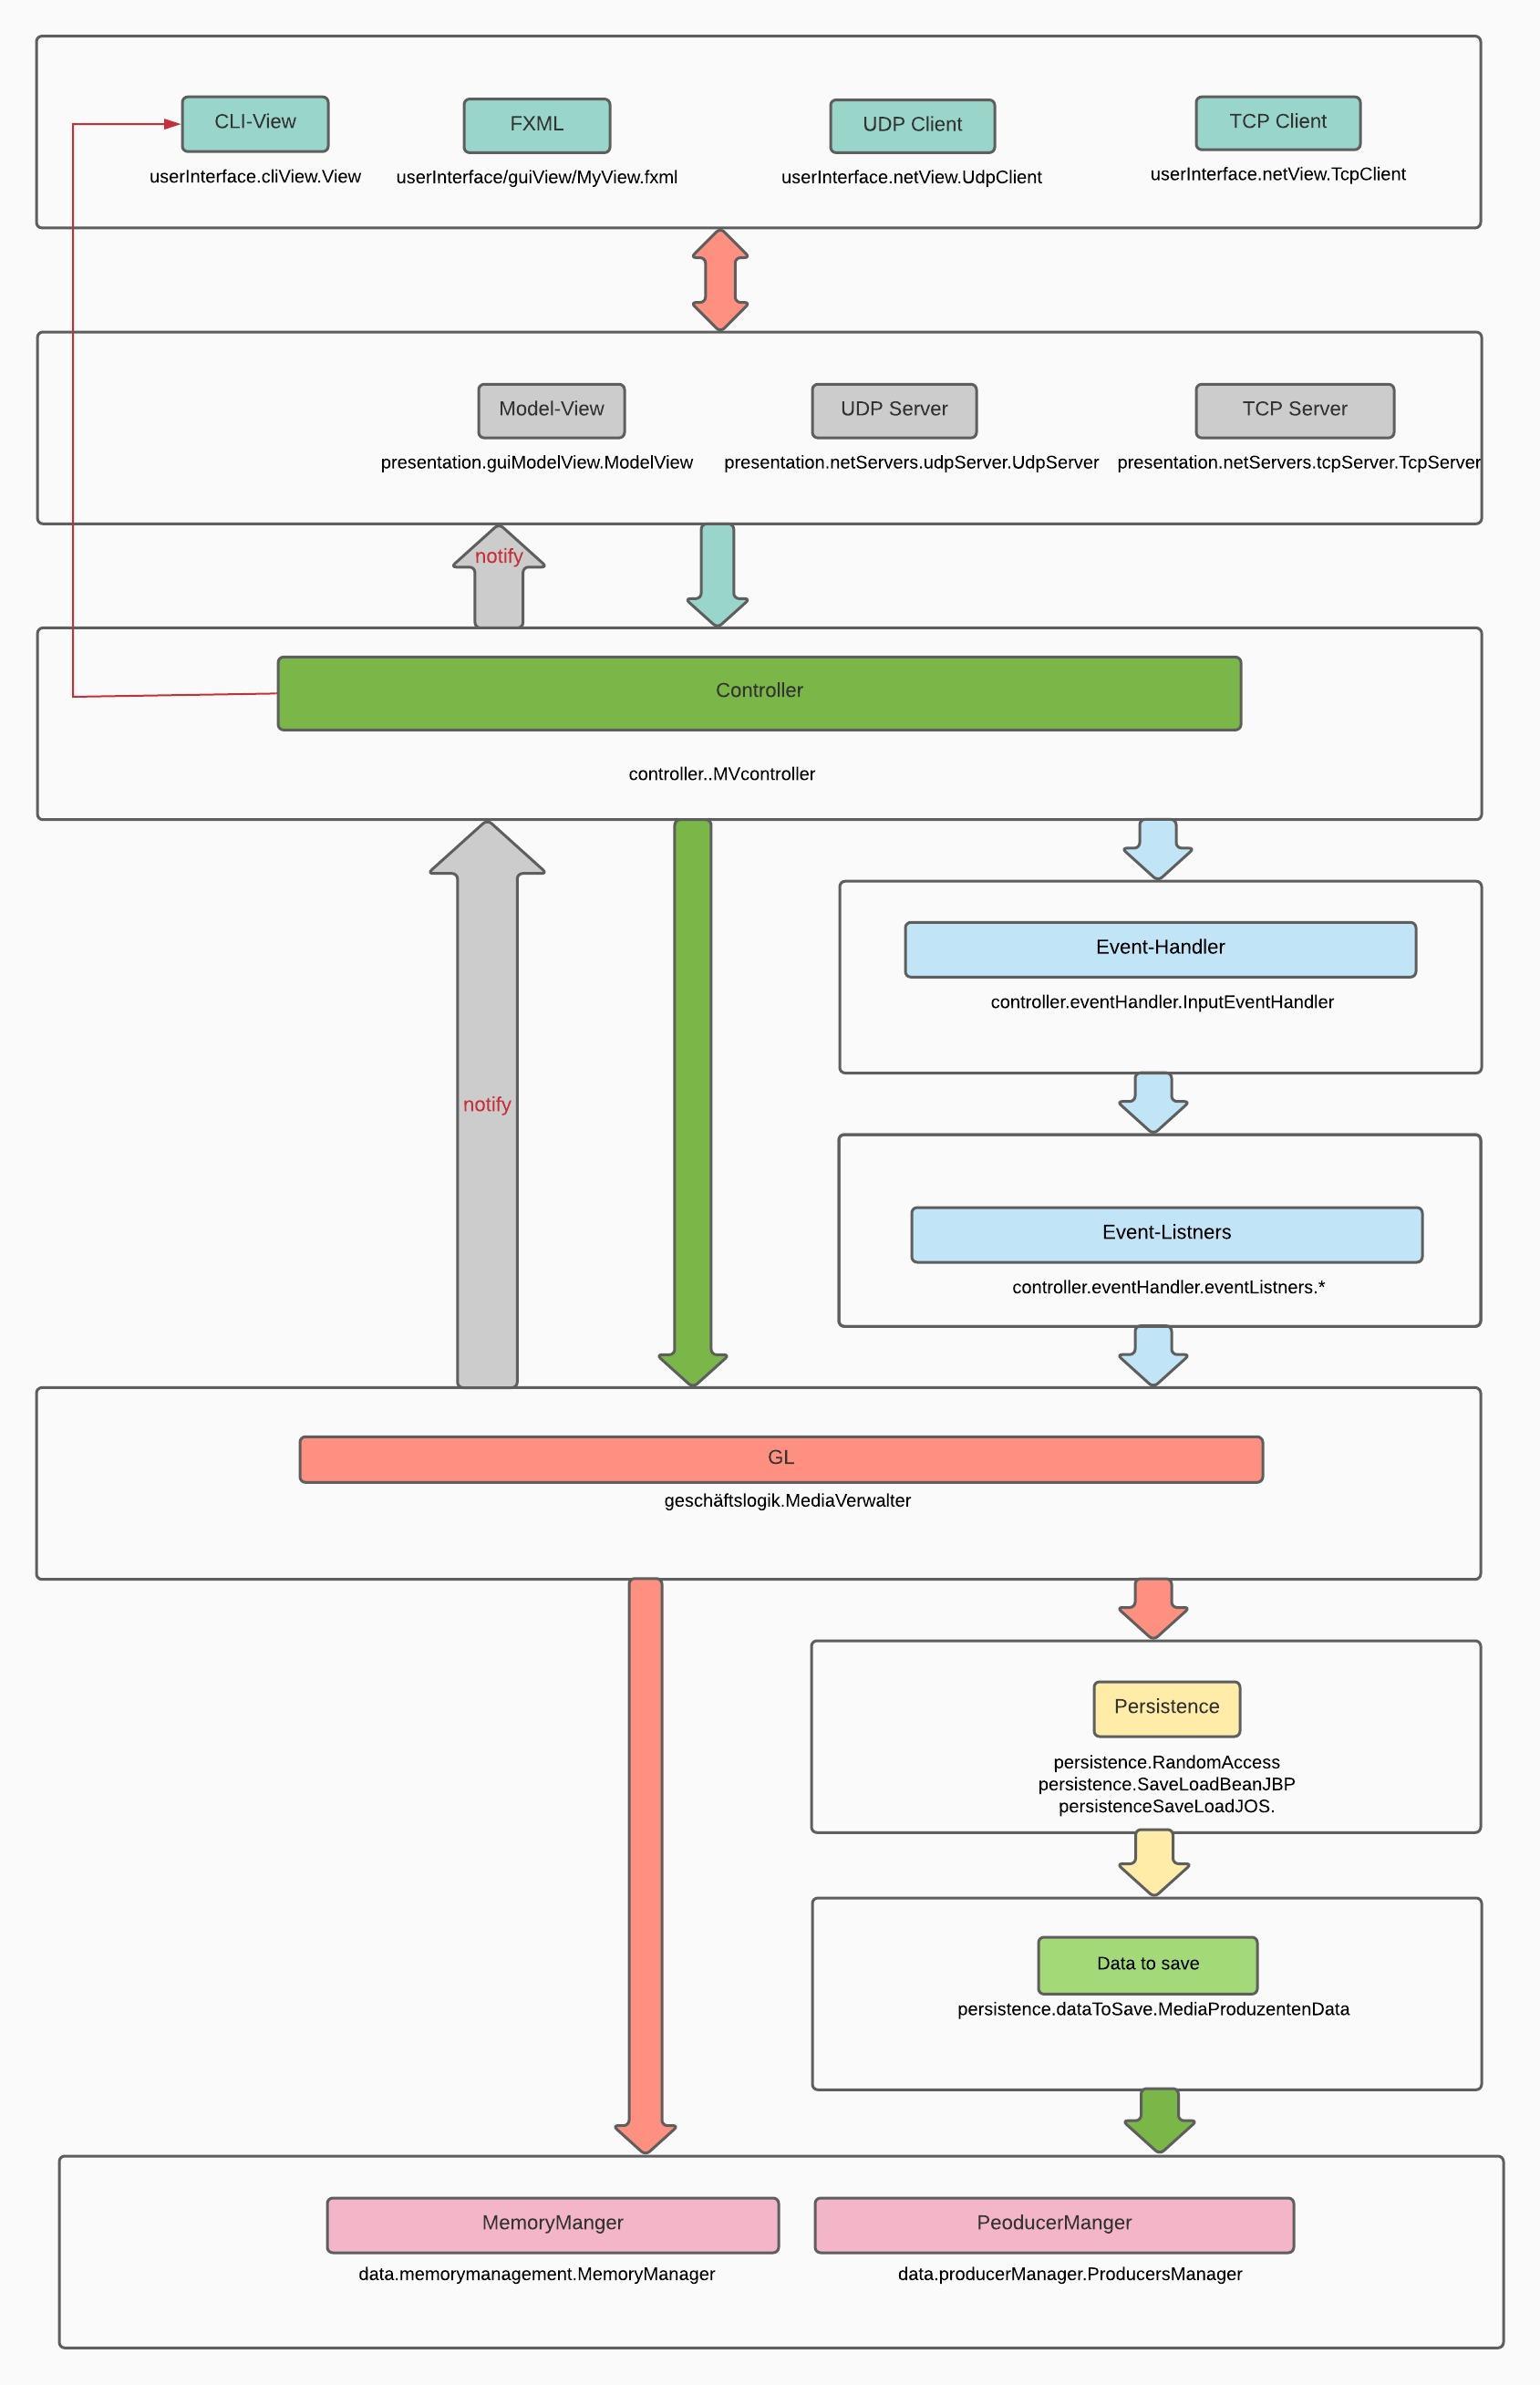 CLI-View
FXML
UDP Client
TCP Client
userInterface.cliView.View
userInterface/guiView/MyView.fxml
userInterface.netView.UdpClient
userInterface.netView.TcpClient
Model-View
UDP Server
TCP Server
presentation.guiModelView.ModelView
presentation.netServers.udpServer.UdpServer
presentation.netServers.tcpServer.TcpServer
notify
Controller
controller..MVcontroller
Event-Handler
controller.eventHandler.InputEventHandler
notify
Event-Listners
controller.eventHandler.eventListners.*
GL
geschäftslogik.MediaVerwalter
Persistence
persistence.RandomAccess
persistence.SaveLoadBeanJBP
persistenceSaveLoadJOS.
Data to save
persistence.dataToSave.MediaProduzentenData
MemoryManger
PeoducerManger
data.memorymanagement.MemoryManager
data.producerManager.ProducersManager